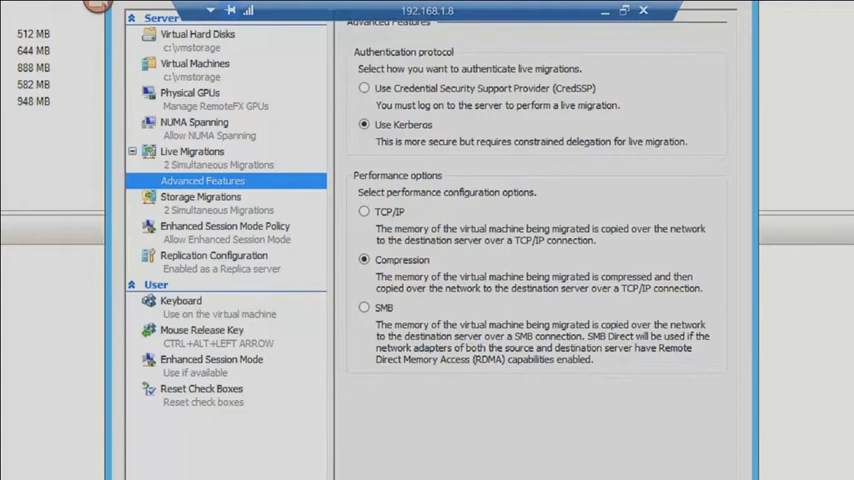 192.168.1.8
512 MB
644 MB
888 MB
582 MB
948 MB
Server
Virtual Hard Disks
c:\vmstorage
Virtual Machines
c:\vmstorage
Physical GPUs
Manage RemoteFX GPUs
NUMA Spanning
Allow NUMA Spanning
Live Migrations
2 Simultaneous Migrations
Advanced Features
Storage Migrations
2 Simultaneous Migrations
Enhanced Session Mode Policy
Allow Enhanced Session Mode
Replication Configuration
Enabled as a Replica server
User
Keyboard
Use on the virtual machine
Mouse Release Key
CTRL+ALT+LEFT ARROW
Enhanced Session Mode
Use if available
Reset Check Boxes
Reset check boxes
Advanced Features
Authentication protocol
Select how you want to authenticate live migrations.
Use Credential Security Support Provider (CredSSP)
You must log on to the server to perform a live migration.
Use Kerberos
This is more secure but requires constrained delegation for live migration.
Performance options
Select performance configuration options.
TCP/IP
The memory of the virtual machine being migrated is copied over the network
to the destination server over a TCP/IP connection.
Compression
The memory of the virtual machine being migrated is compressed and then
copied over the network to the destination server over a TCP/IP connection.
SMB
The memory of the virtual machine being migrated is copied over the network
to the destination server over a SMB connection. SMB Direct will be used if the
network adapters of both the source and destination server have Remote
Direct Memory Access (RDMA) capabilities enabled.